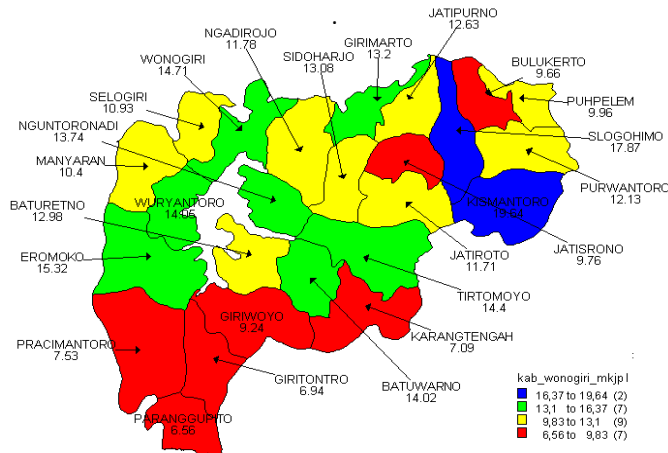 JATIPURNO
12.63
NGADIROJO
11.78
GIRIMARTO
13.2
SIDOHARJO
13.08
WONOGIRI
14.71
BULUKERTO
9.66
SELOGIRI
10.93
PUHPELEM
9.96
NGUNTORONADI
13.74
SLOGOHIMO
17.87
MANYARAN
10.4
PURWANTORO
12.13
BATURETNO
12.98
WURYANTORO
14.05
KISMANTORO
19.64
EROMOKO
15.32
JATIROTO
11.71
JATISRONO
9.76
TIRTOMOYO
14.4
GIRIWOYO
9.24
PRACIMANTORO
7.53
KARANGTENGAH
7.09
GIRITONTRO
6.94
BATUWARNO
14.02
PARANGGUPITO
6.56
kab_wonogiri_mkjp1
16,37 to 19,64 (2)
13,1 to 16,37 (7)
9,83 to 13,1 (9)
6,56 to 9,83 (7)